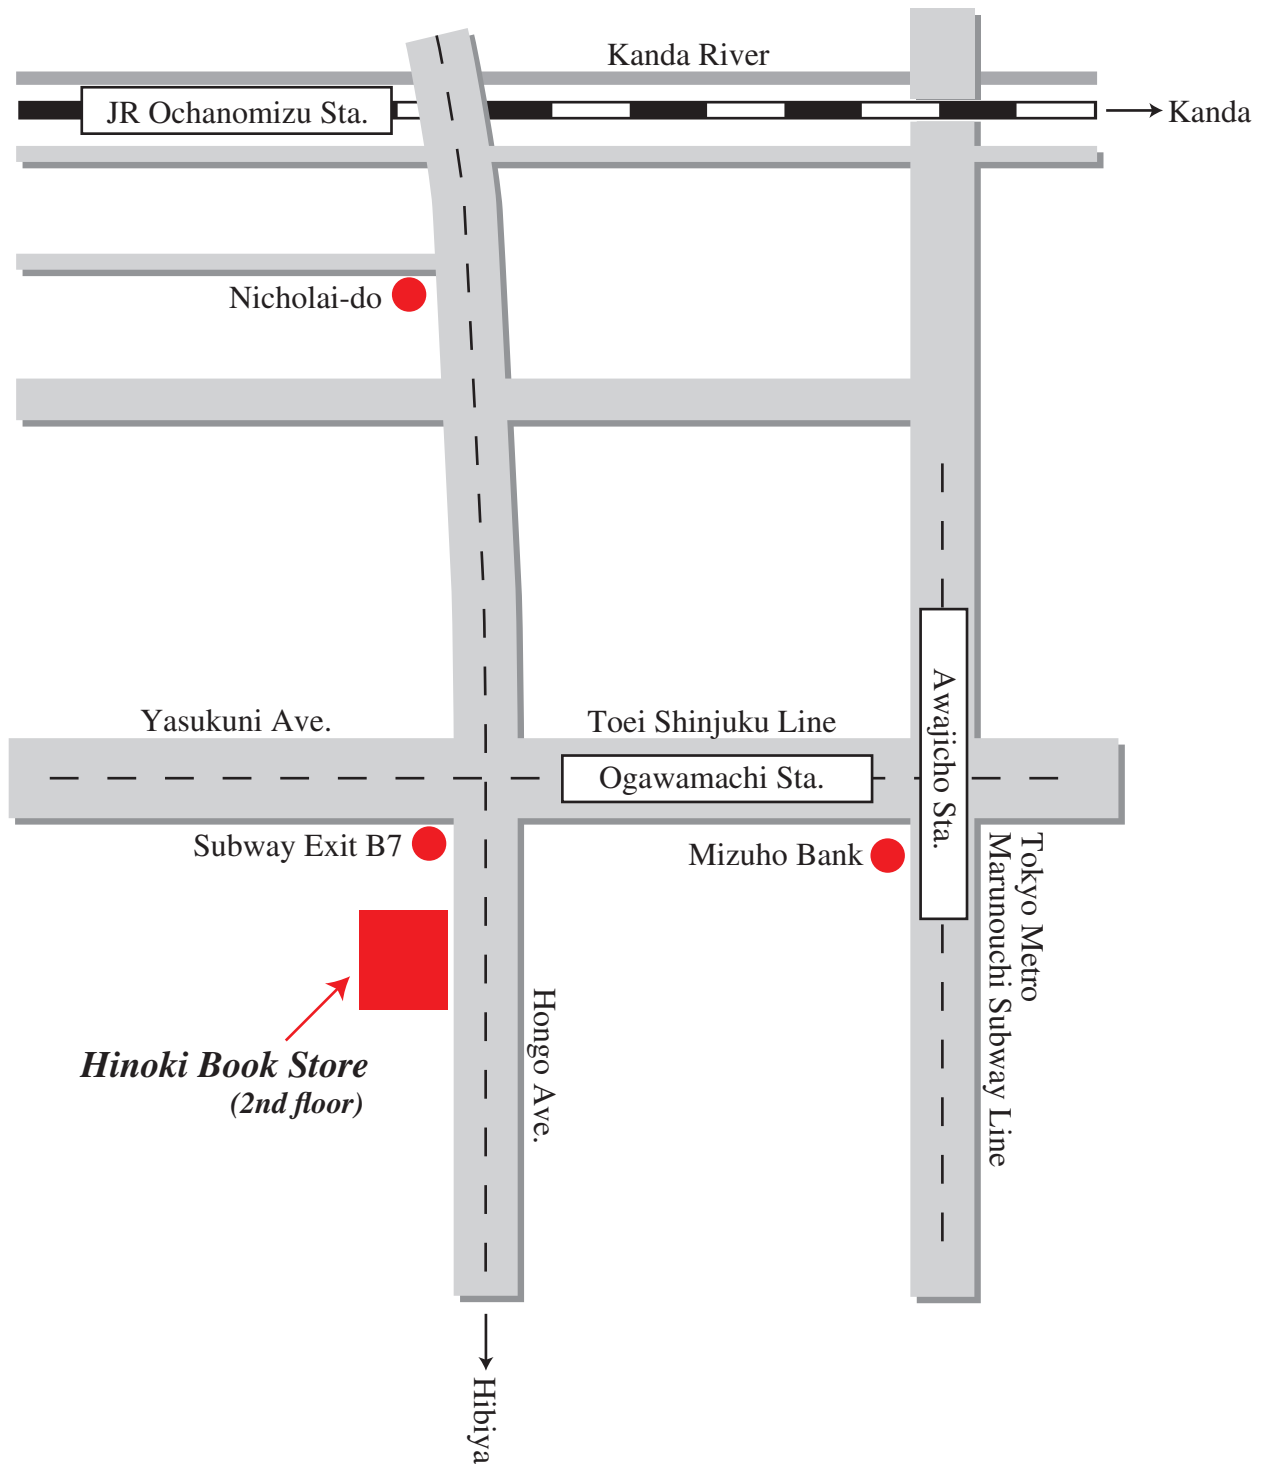 Kanda River
JR Ochanomizu Sta.
Kanda
Nicholai-do
Yasukuni Ave.
Toei Shinjuku Line
Awajicho Sta.
Ogawamachi Sta.
Subway Exit B7
Mizuho Bank
Tokyo Metro
Marunouchi Subway Line
Hongo Ave.
Hinoki Book Store
(2nd floor)
Hibiya